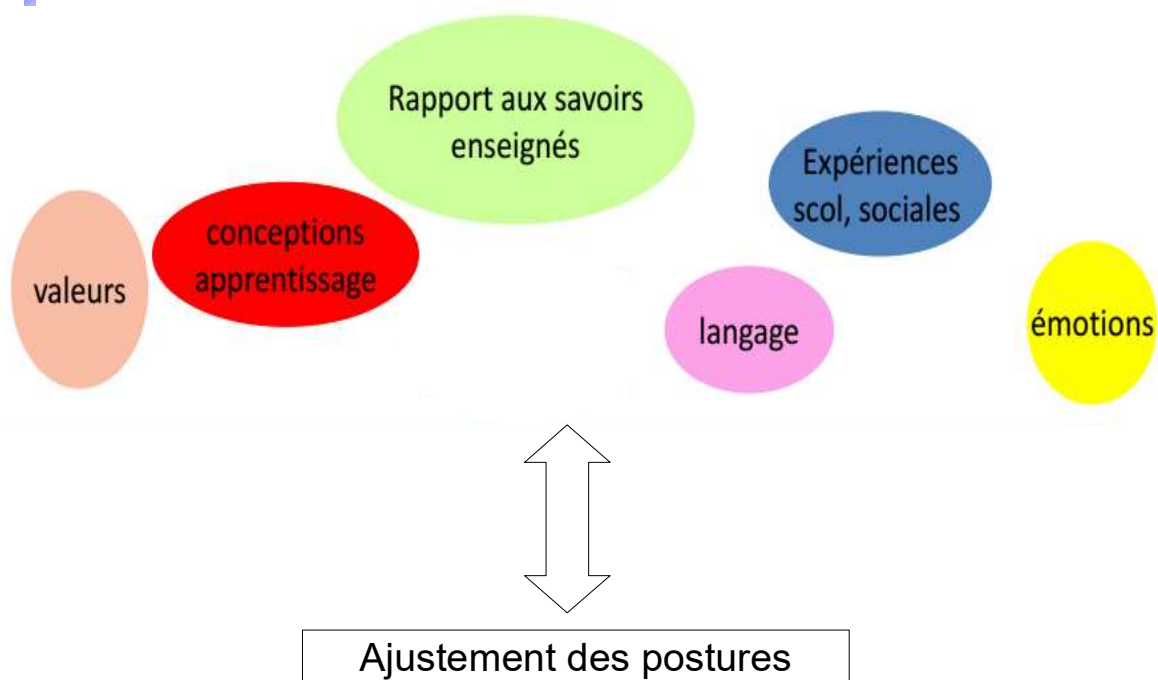 Rapport aux savoirs
enseignés
Expériences
scol, sociales
conceptions
apprentissage
valeurs
langage
émotions
Ajustement des postures